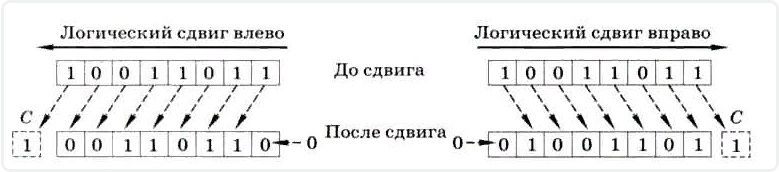 Логический сдвиг влево Логический сдвиг вправо
1 0 0 1 1 0 1 1 До сдвига 1 0 0 1 1 0 1 1
C C
1 0 0 1 1 0 1 1 0 0 После сдвига 0 0 1 0 0 1 1 0 1 1